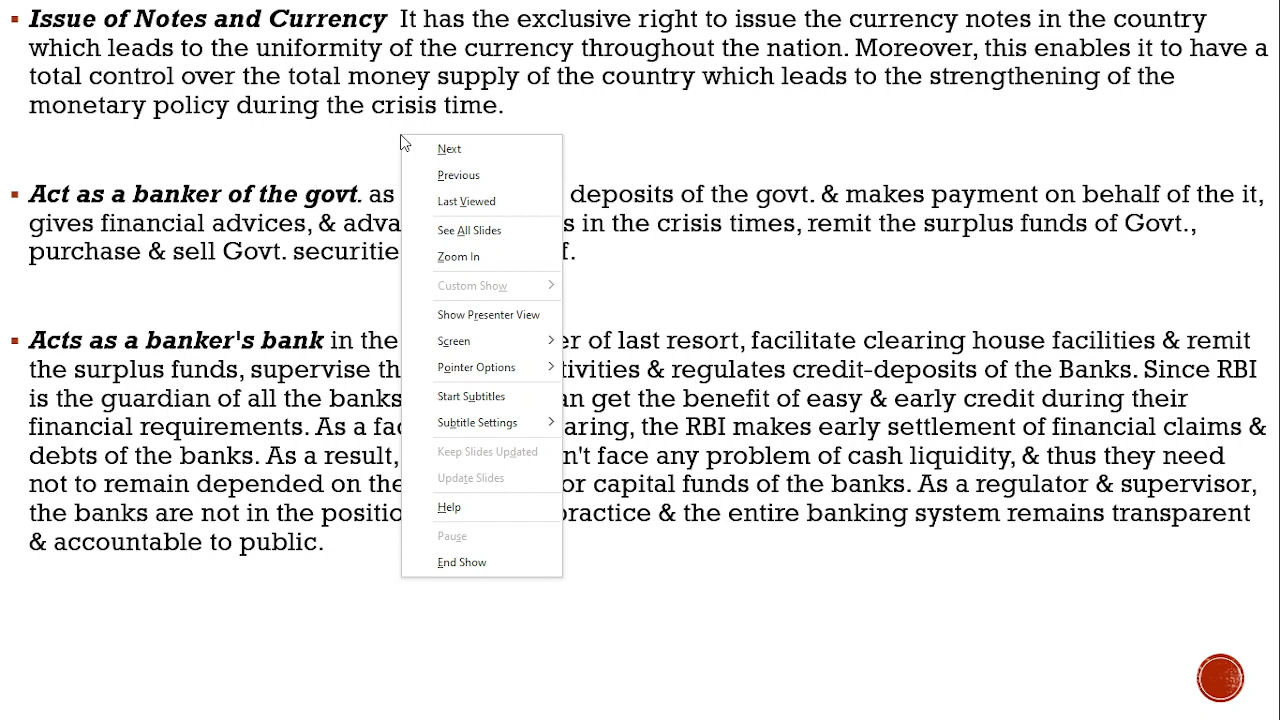 ▪ Issue of Notes and Currency It has the exclusive right to issue the currency notes in the country
which leads to the uniformity of the currency throughout the nation. Moreover, this enables it to have a
total control over the total money supply of the country which leads to the strengthening of the
monetary policy during the crisis time.
▪ Act as a banker of the govt. as deposits of the govt. & makes payment on behalf of the it,
gives financial advices, & adva s in the crisis times, remit the surplus funds of Govt.,
purchase & sell Govt. securitie f.
▪ Acts as a banker's bank in the er of last resort, facilitate clearing house facilities & remit
the surplus funds, supervise th tivities & regulates credit-deposits of the Banks. Since RBI
is the guardian of all the banks an get the benefit of easy & early credit during their
financial requirements. As a fac aring, the RBI makes early settlement of financial claims &
debts of the banks. As a result, n't face any problem of cash liquidity, & thus they need
not to remain depended on the or capital funds of the banks. As a regulator & supervisor,
the banks are not in the positio practice & the entire banking system remains transparent
& accountable to public.
Next
Previous
Last Viewed
See All Slides
Zoom In
Custom Show
Show Presenter View
Screen
Pointer Options
Start Subtitles
Subtitle Settings
Keep Slides Updated
Update Slides
Help
Pause
End Show